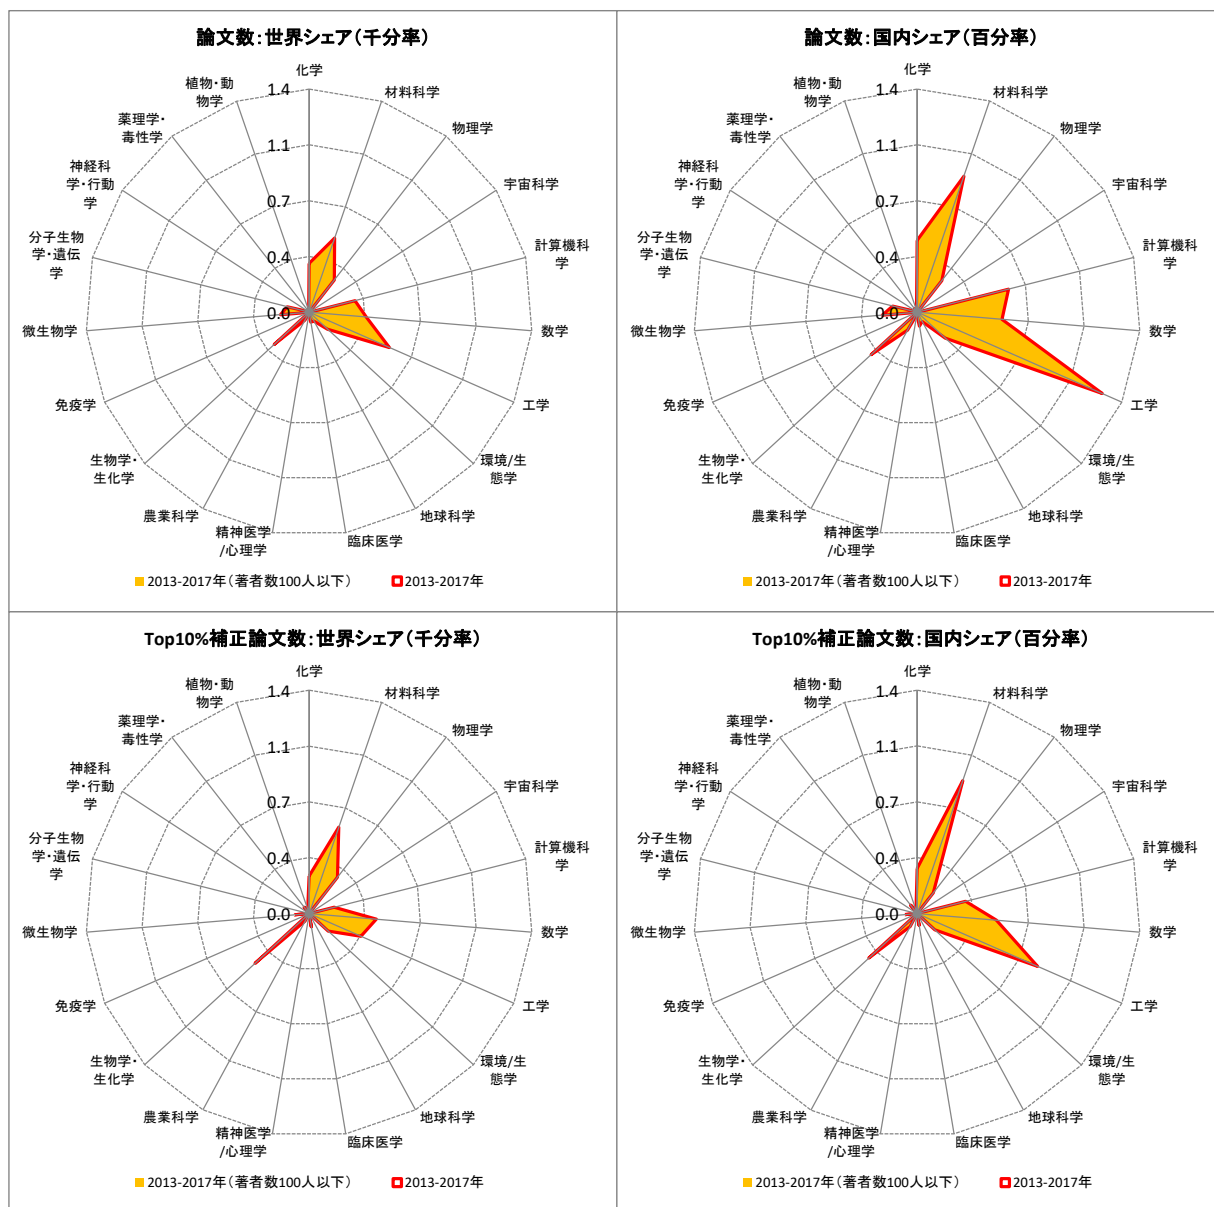 論文数：世界シェア（千分率）
化学
材料科学
物理学
宇宙科学
計算機科
学
数学
工学
環境/生
態学
地球科学
臨床医学
精神医学
/心理学
農業科学
生物学・
生化学
免疫学
微生物学
分子生物
学・遺伝
学
神経科
学・行動
学
薬理学・
毒性学
植物・動
物学
1.4
1.1
0.7
0.4
0.0
2013-2017年（著者数100人以下）
2013-2017年
論文数：国内シェア（百分率）
化学
材料科学
物理学
宇宙科学
計算機科
学
数学
工学
環境/生
態学
地球科学
臨床医学
精神医学
/心理学
農業科学
生物学・
生化学
免疫学
微生物学
分子生物
学・遺伝
学
神経科
学・行動
学
薬理学・
毒性学
植物・動
物学
1.4
1.1
0.7
0.4
0.0
2013-2017年（著者数100人以下）
2013-2017年
Top10%補正論文数：世界シェア（千分率）
化学
材料科学
物理学
宇宙科学
計算機科
学
数学
工学
環境/生
態学
地球科学
臨床医学
精神医学
/心理学
農業科学
生物学・
生化学
免疫学
微生物学
分子生物
学・遺伝
学
神経科
学・行動
学
薬理学・
毒性学
植物・動
物学
1.4
1.1
0.7
0.4
0.0
2013-2017年（著者数100人以下）
2013-2017年
Top10%補正論文数：国内シェア（百分率）
化学
材料科学
物理学
宇宙科学
計算機科
学
数学
工学
環境/生
態学
地球科学
臨床医学
精神医学
/心理学
農業科学
生物学・
生化学
免疫学
微生物学
分子生物
学・遺伝
学
神経科
学・行動
学
薬理学・
毒性学
植物・動
物学
1.4
1.1
0.7
0.4
0.0
2013-2017年（著者数100人以下）
2013-2017年